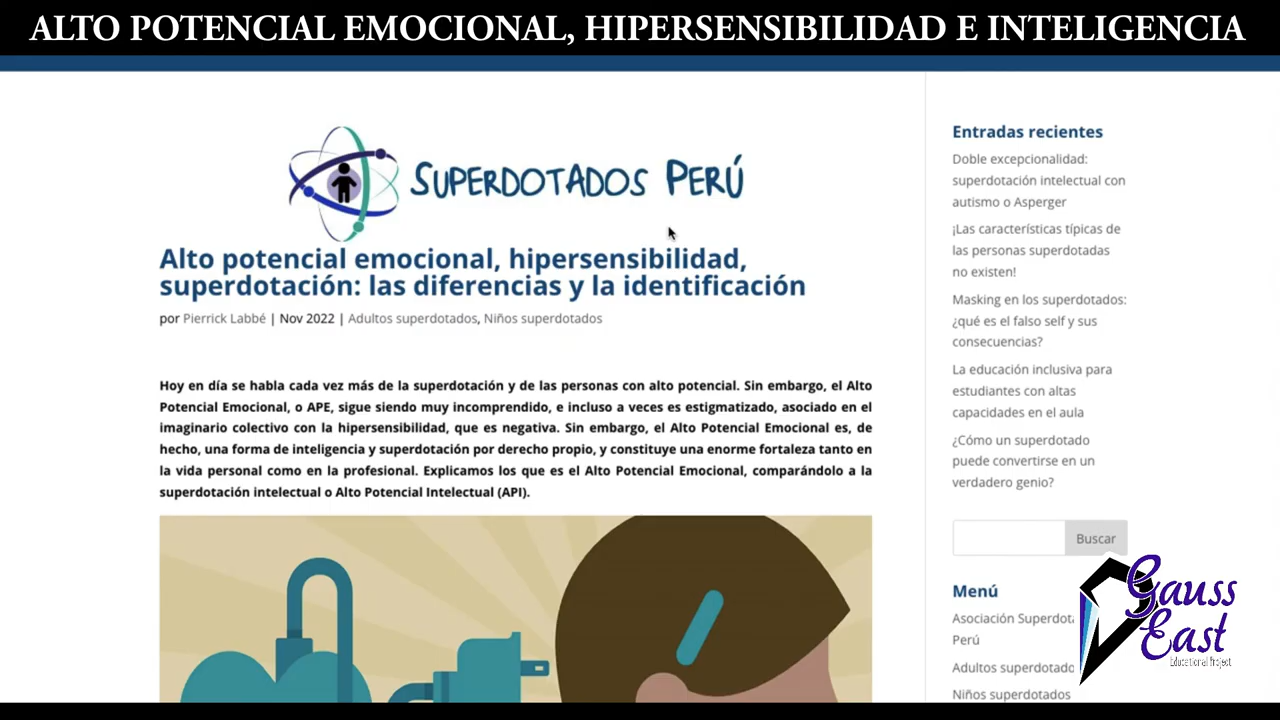 ALTO POTENCIAL EMOCIONAL, HIPERSENSIBILIDAD E INTELIGENCIA
SUPERDOTADOS PERÚ
Alto potencial emocional, hipersensibilidad,
superdotación: las diferencias y la identificación
por Pierrick Labbé | Nov 2022 | Adultos superdotados, Niños superdotados
Hoy en día se habla cada vez más de la superdotación y de las personas con alto potencial. Sin embargo, el Alto
Potencial Emocional, o APE, sigue siendo muy incomprendido, e incluso a veces es estigmatizado, asociado en el
imaginario colectivo con la hipersensibilidad, que es negativa. Sin embargo, el Alto Potencial Emocional es, de
hecho, una forma de inteligencia y superdotación por derecho propio, y constituye una enorme fortaleza tanto en
la vida personal como en la profesional. Explicamos los que es el Alto Potencial Emocional, comparándolo a la
superdotación intelectual o Alto Potencial Intelectual (API).
Entradas recientes
Doble excepcionalidad:
superdotación intelectual con
autismo o Asperger
¡Las características típicas de
las personas superdotadas
no existen!
Masking en los superdotados:
¿qué es el falso self y sus
consecuencias?
La educación inclusiva para
estudiantes con altas
capacidades en el aula
¿Cómo un superdotado
puede convertirse en un
verdadero genio?
Buscar
Menú
Asociación Superdota
Perú
Adultos superdotado
Niños superdotados
Gauss
East
Educational Project